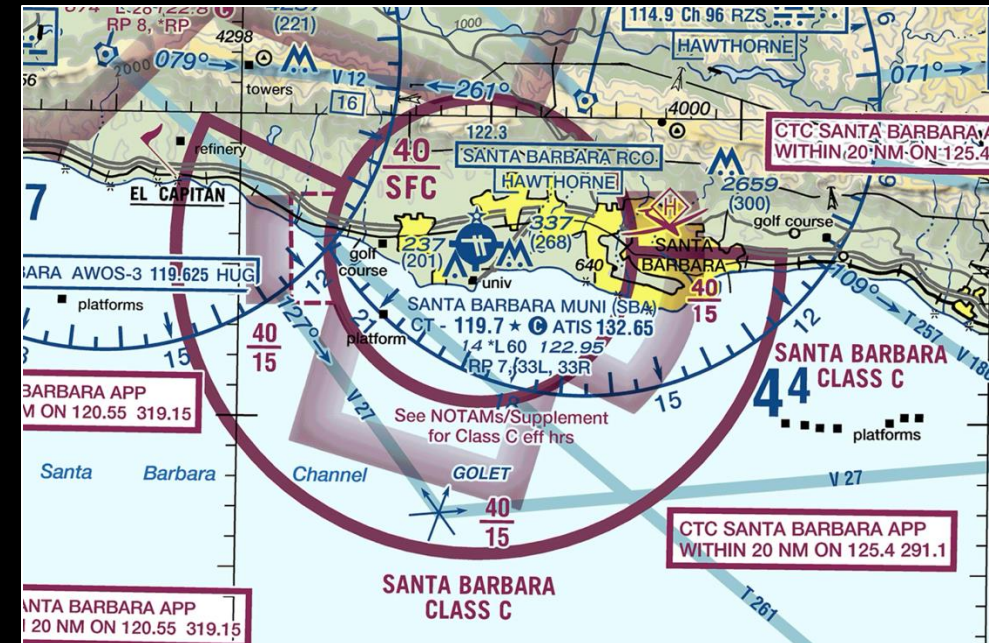 RP 8, *RP
4298
(221)
114.9 Ch 96 RZS
HAWTHORNE
1000
2000
079°
V 12
16
towers
261°
071°
4000
122.3
CTC SANTA BARBARA
WITHIN 20 NM ON 125.4
refinery
40
SFC
SANTA BARBARA RCO
HAWTHORNE
2659
(300)
EL CAPITAN
7
237
(201)
337
(268)
H
golf course
SANTA
BARBARA
golf
course
univ
640
AWOS-3 119.625 HUG
platforms
12
127°
SANTA BARBARA MUNI (SBA)
CT - 119.7 ★ C ATIS 132.65
14 *L60 122.95
RP 7, 33L, 33R
40
15
109°
T 257
V 186
21
platform
15
40
15
12
15
SANTA BARBARA
CLASS C
44
platforms
BARBARA APP
M ON 120.55 319.15
V 27
18
See NOTAMs/Supplement
for Class C eff hrs
Santa Barbara Channel
GOLET
V 27
40
15
CTC SANTA BARBARA APP
WITHIN 20 NM ON 125.4 291.1
SANTA BARBARA
CLASS C
T 261
SANTA BARBARA APP
20 NM ON 120.55 319.15